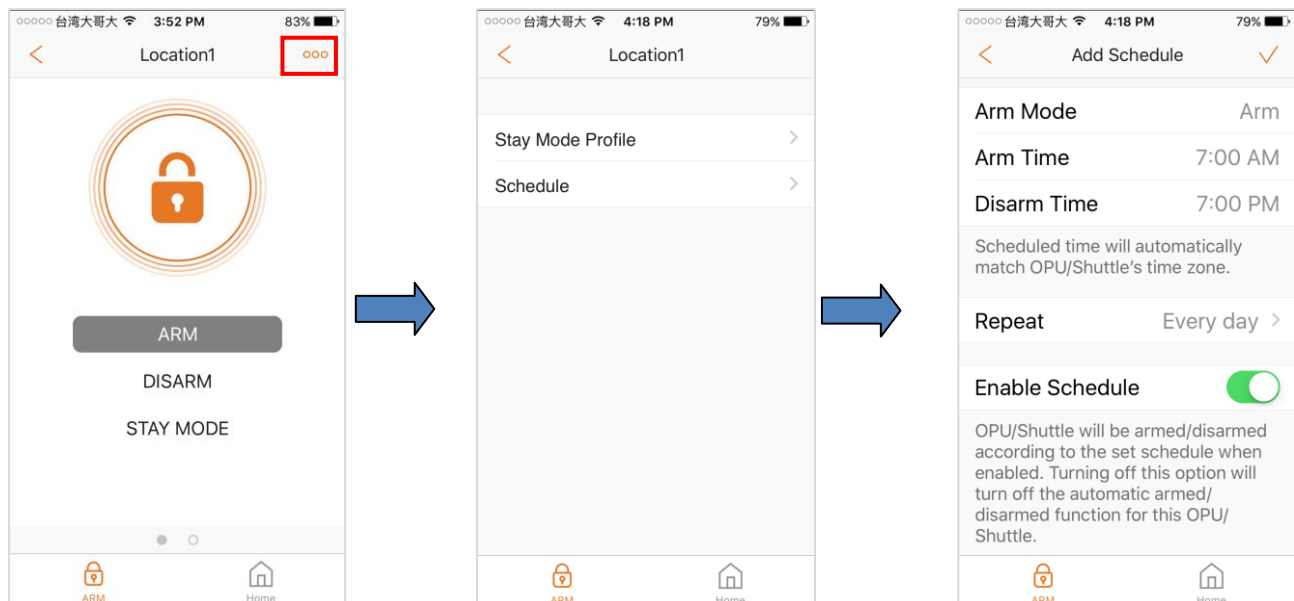 台湾大哥大 3:52 PM 83%
Location1
ARM
DISARM
STAY MODE
ARM Home
台湾大哥大 4:18 PM 79%
Location1
Stay Mode Profile
Schedule
ARM Home
台湾大哥大 4:18 PM 79%
Add Schedule
Arm Mode Arm
Arm Time 7:00 AM
Disarm Time 7:00 PM
Scheduled time will automatically
match OPU/Shuttle's time zone.
Repeat Every day
Enable Schedule
OPU/Shuttle will be armed/disarmed
according to the set schedule when
enabled. Turning off this option will
turn off the automatic armed/
disarmed function for this OPU/
Shuttle.
ARM Home